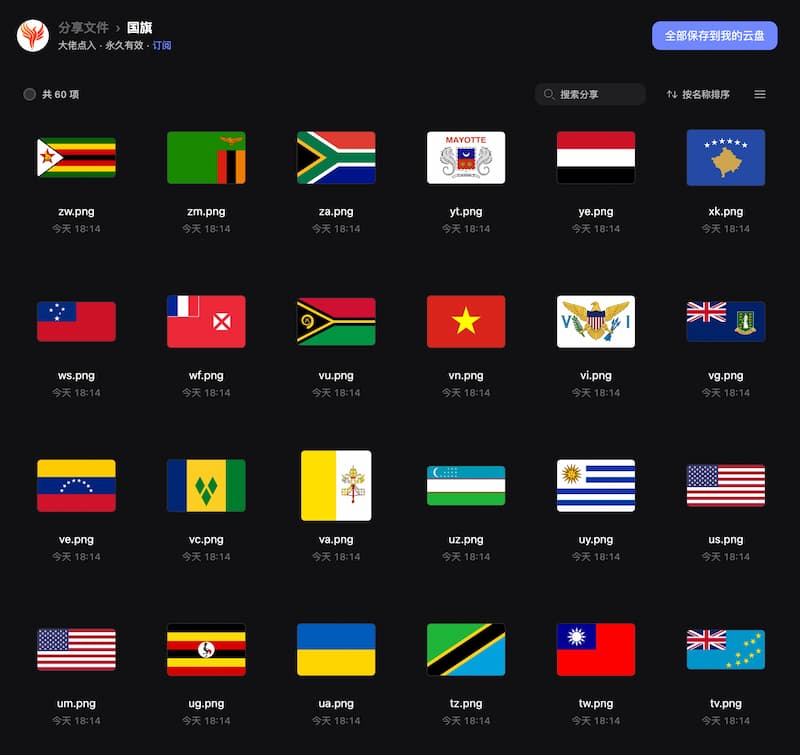 分享文件 › 国旗
大佬点入 · 永久有效 · 订阅
全部保存到我的云盘
共 60 项
搜索分享
按名称排序
MAYOTTE
zw.png
zm.png
za.png
yt.png
ye.png
xk.png
今天 18:14
今天 18:14
今天 18:14
今天 18:14
今天 18:14
今天 18:14
V I
ws.png
wf.png
vu.png
vn.png
vi.png
vg.png
今天 18:14
今天 18:14
今天 18:14
今天 18:14
今天 18:14
今天 18:14
ve.png
vc.png
va.png
uz.png
uy.png
us.png
今天 18:14
今天 18:14
今天 18:14
今天 18:14
今天 18:14
今天 18:14
um.png
ug.png
ua.png
tz.png
tw.png
tv.png
今天 18:14
今天 18:14
今天 18:14
今天 18:14
今天 18:14
今天 18:14